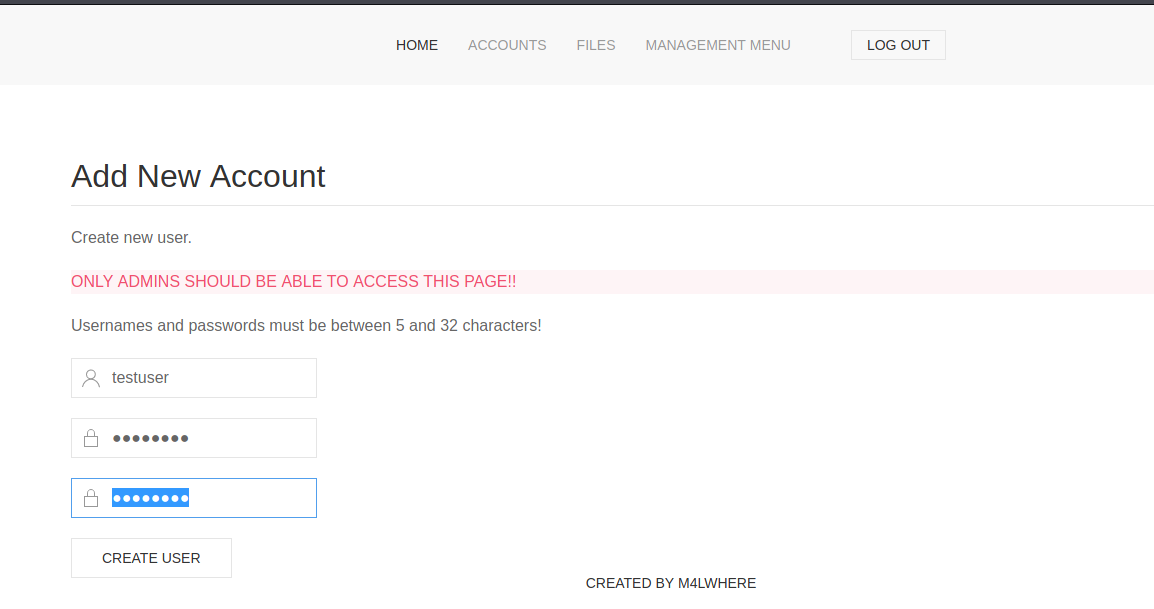 HOME ACCOUNTS FILES MANAGEMENT MENU LOG OUT
Add New Account
Create new user.
ONLY ADMINS SHOULD BE ABLE TO ACCESS THIS PAGE!!
Usernames and passwords must be between 5 and 32 characters!
testuser
●●●●●●●●
●●●●●●●●
CREATE USER
CREATED BY M4LWHERE